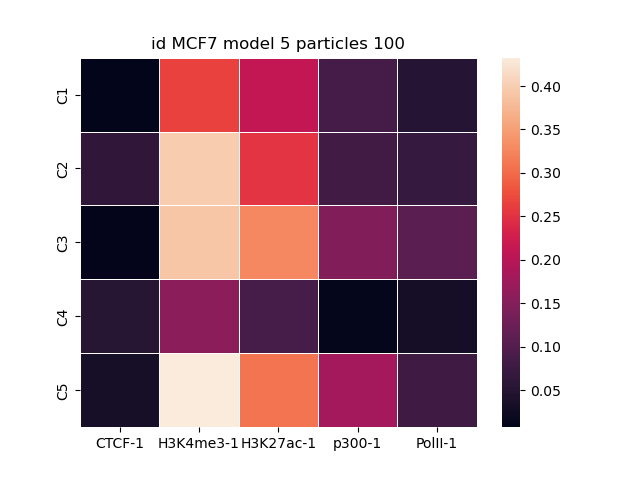 id MCF7 model 5 particles 100
C1
C2
C3
C4
C5
CTCF-1 H3K4me3-1 H3K27ac-1 p300-1 PolII-1
0.40
0.35
0.30
0.25
0.20
0.15
0.10
0.05